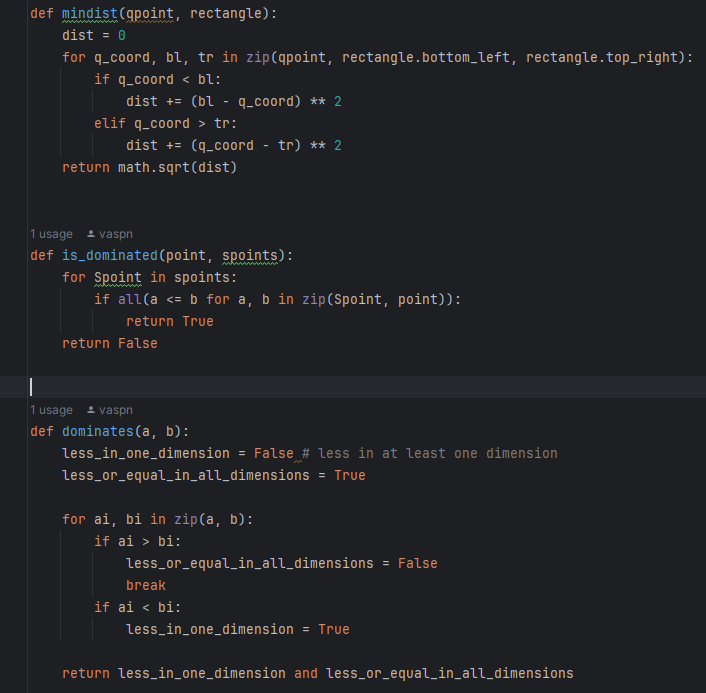 def mindist(qpoint, rectangle):
    dist = 0
    for q_coord, bl, tr in zip(qpoint, rectangle.bottom_left, rectangle.top_right):
        if q_coord < bl:
            dist += (bl - q_coord) ** 2
        elif q_coord > tr:
            dist += (q_coord - tr) ** 2
    return math.sqrt(dist)
1 usage vaspn
def is_dominated(point, spoints):
    for Spoint in spoints:
        if all(a <= b for a, b in zip(Spoint, point)):
            return True
    return False
1 usage vaspn
def dominates(a, b):
    less_in_one_dimension = False # less in at least one dimension
    less_or_equal_in_all_dimensions = True
    for ai, bi in zip(a, b):
        if ai > bi:
            less_or_equal_in_all_dimensions = False
            break
        if ai < bi:
            less_in_one_dimension = True
    return less_in_one_dimension and less_or_equal_in_all_dimensions